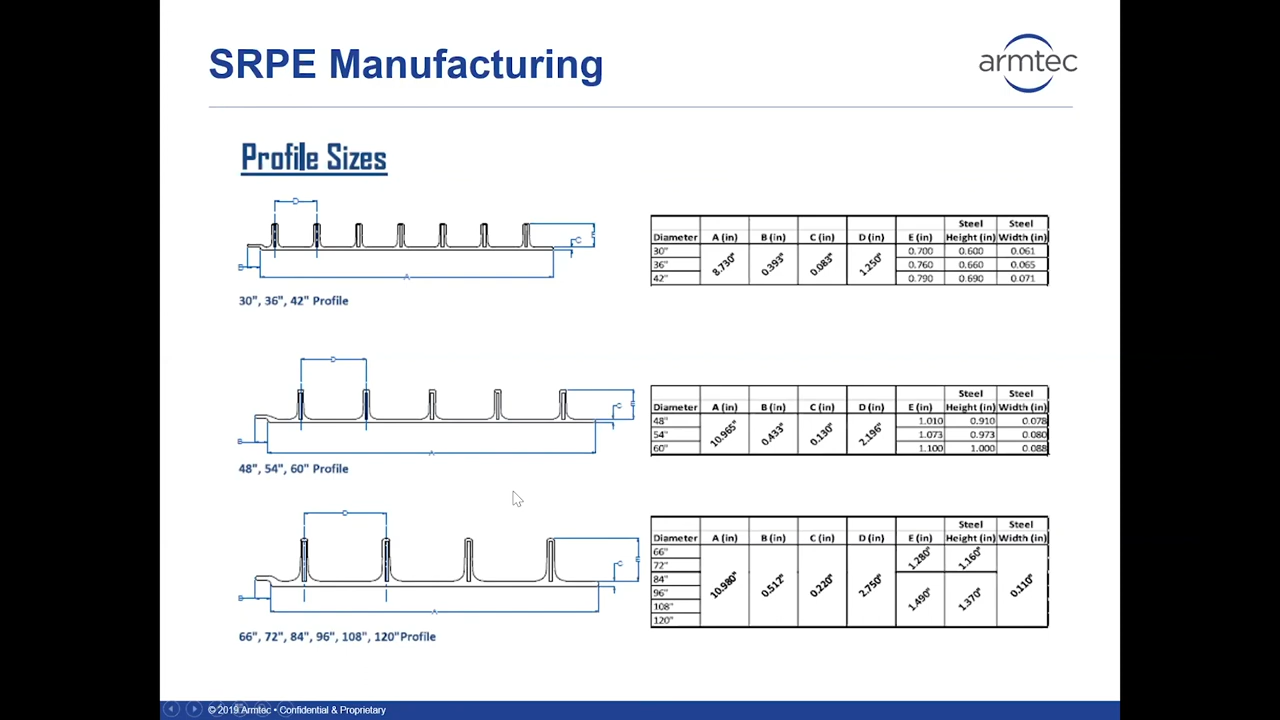 SRPE Manufacturing
armtec
Profile Sizes
D
C
E
B
A
30", 36", 42" Profile
Diameter A (in) B (in) C (in) D (in) E (in) Steel Height (in) Steel Width (in)
30" 8.730" 0.393" 0.083" 1.250" 0.700 0.600 0.061
36" 0.760 0.660 0.065
42" 0.790 0.690 0.071
D
C
E
B
A
48", 54", 60" Profile
Diameter A (in) B (in) C (in) D (in) E (in) Steel Height (in) Steel Width (in)
48" 10.965" 0.433" 0.130" 2.196" 1.010 0.910 0.078
54" 1.073 0.973 0.080
60" 1.100 1.000 0.088
D
C
E
B
A
66", 72", 84", 96", 108", 120"Profile
Diameter A (in) B (in) C (in) D (in) E (in) Steel Height (in) Steel Width (in)
66" 10.980" 0.512" 0.220" 2.750" 1.280" 1.160" 0.110"
72"
84" 1.490" 1.370"
96"
108"
120"
© 2019 Armtec • Confidential & Proprietary